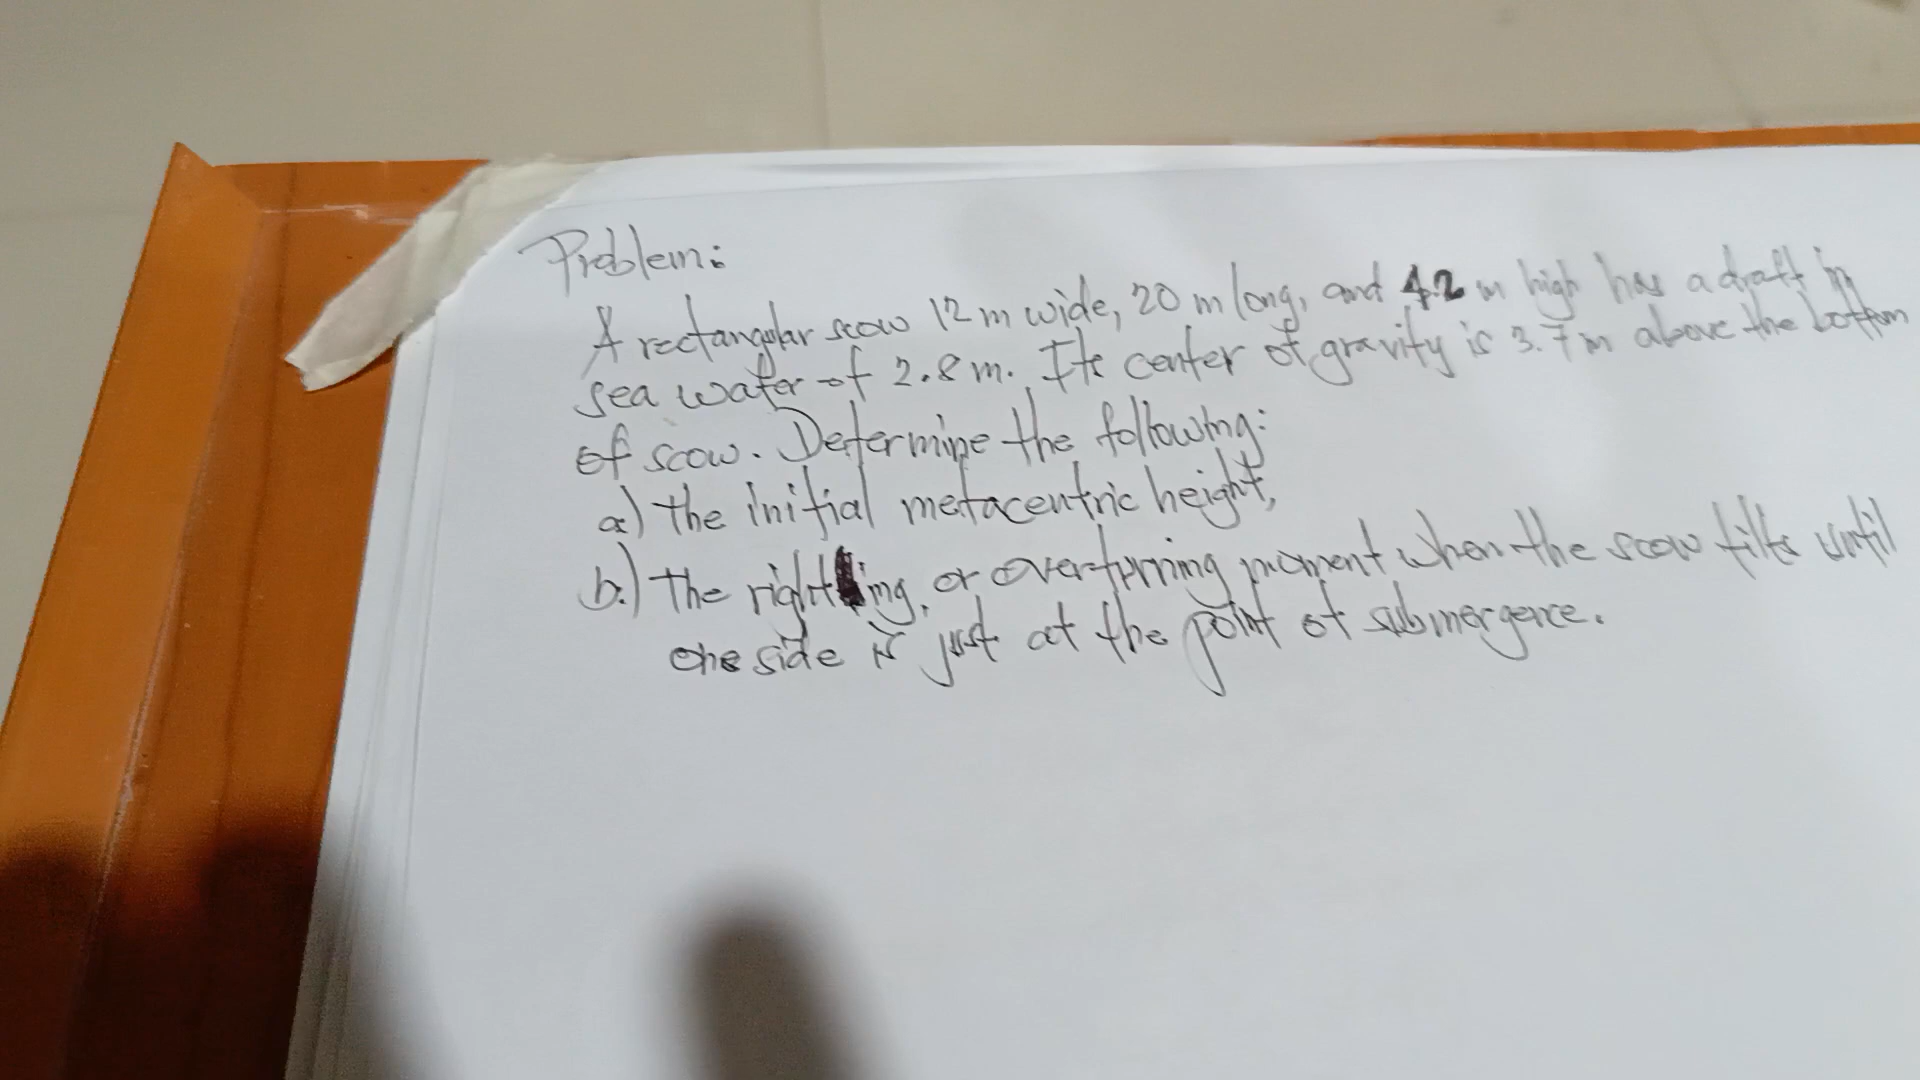 Problem:
A rectangular scow 12 m wide, 20 m long, and 4.2 m high has a draft in
sea water of 2.8 m. Its center of gravity is 3.7 m above the bottom
of scow. Determine the following:
a) the initial metacentric height,
b.) the righting, or overturning moment when the scow tilts until
one side is just at the point of submergence.